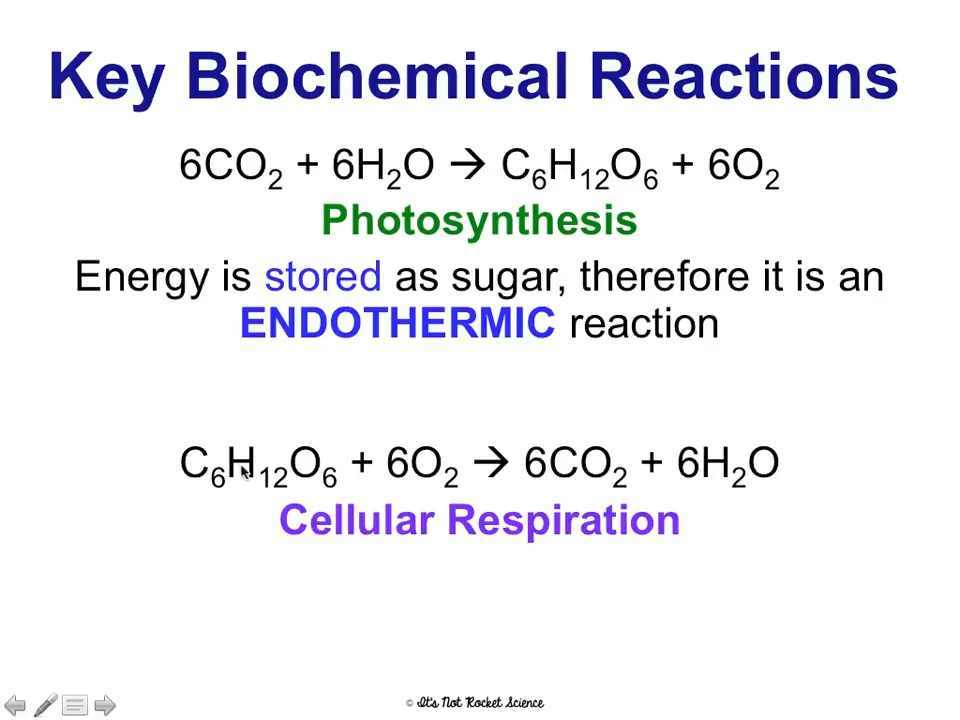 Key Biochemical Reactions
6CO₂ + 6H₂O → C₆H₁₂O₆ + 6O₂
Photosynthesis
Energy is stored as sugar, therefore it is an
ENDOTHERMIC reaction
C₆H₁₂O₆ + 6O₂ → 6CO₂ + 6H₂O
Cellular Respiration
© It's Not Rocket Science